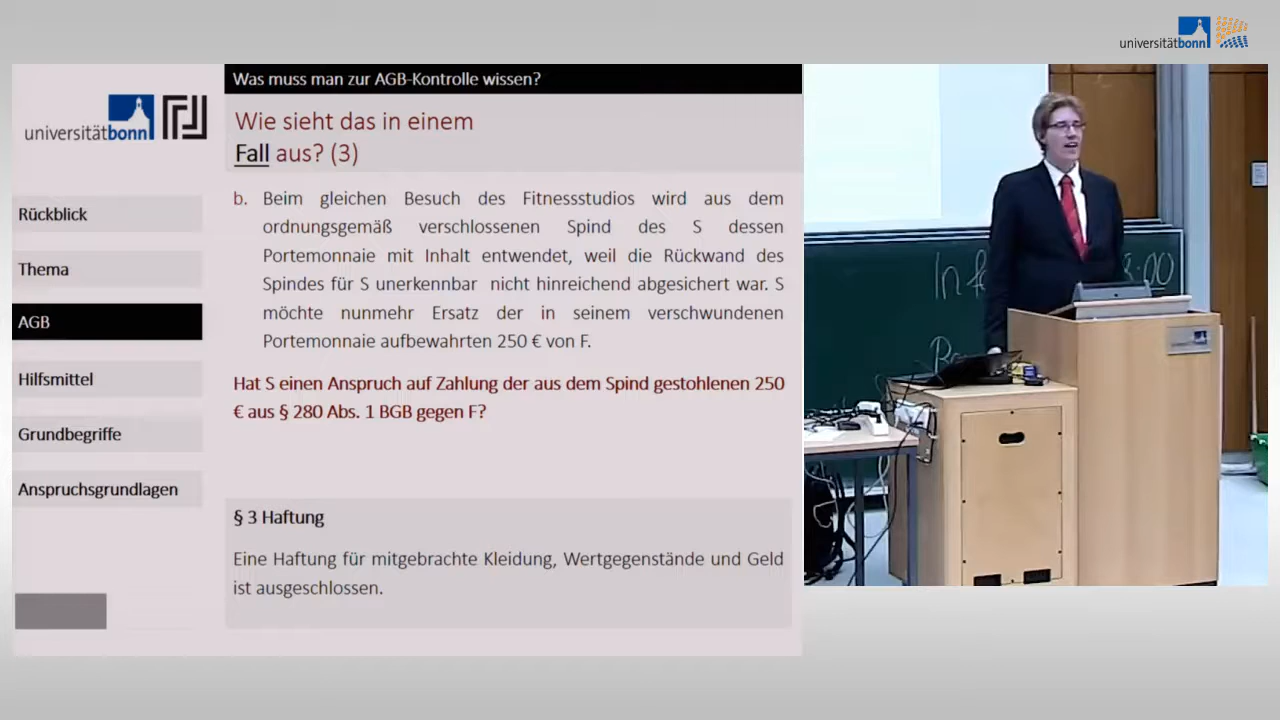 universitätbonn
Was muss man zur AGB-Kontrolle wissen?
universitätbonn
Wie sieht das in einem
Fall aus? (3)
Rückblick
Thema
AGB
Hilfsmittel
Grundbegriffe
Anspruchsgrundlagen
b. Beim gleichen Besuch des Fitnessstudios wird aus dem
ordnungsgemäß verschlossenen Spind des S dessen
Portemonnaie mit Inhalt entwendet, weil die Rückwand des
Spindes für S unerkennbar nicht hinreichend abgesichert war. S
möchte nunmehr Ersatz der in seinem verschwundenen
Portemonnaie aufbewahrten 250 € von F.
Hat S einen Anspruch auf Zahlung der aus dem Spind gestohlenen 250
€ aus § 280 Abs. 1 BGB gegen F?
§ 3 Haftung
Eine Haftung für mitgebrachte Kleidung, Wertgegenstände und Geld
ist ausgeschlossen.